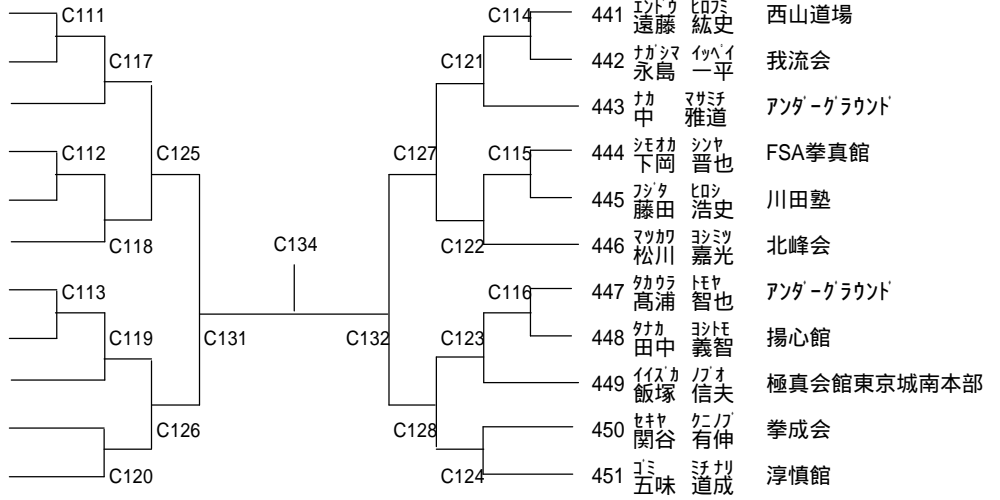 C111
C117
C112
C125
C118
C134
C113
C119
C131
C126
C120
C114
C121
C127
C115
C122
C116
C132
C123
C128
C124
ｴﾝﾄﾞｳ ﾋﾛﾌﾐ
441 遠藤 紘史 西山道場
ﾅｶﾞｼﾏ ｲｯﾍﾟｲ
442 永島 一平 我流会
ﾅｶ ﾏｻﾐﾁ
443 中 雅道 ｱﾝﾀﾞｰｸﾞﾗｳﾝﾄﾞ
ｼﾓｵｶ ｼﾝﾔ
444 下岡 晋也 FSA拳真館
ﾌｼﾞﾀ ﾋﾛｼ
445 藤田 浩史 川田塾
ﾏﾂｶﾜ ﾖｼﾐﾂ
446 松川 嘉光 北峰会
ﾀｶｳﾗ ﾄﾓﾔ
447 髙浦 智也 ｱﾝﾀﾞｰｸﾞﾗｳﾝﾄﾞ
ﾀﾅｶ ﾖｼﾄﾓ
448 田中 義智 揚心館
ｲｲｽﾞｶ ﾉﾌﾞｵ
449 飯塚 信夫 極真会館東京城南本部
ｾｷﾔ ｸﾆﾉﾌﾞ
450 関谷 有伸 拳成会
ｺﾞﾐ ﾐﾁﾅﾘ
451 五味 道成 淳慎館